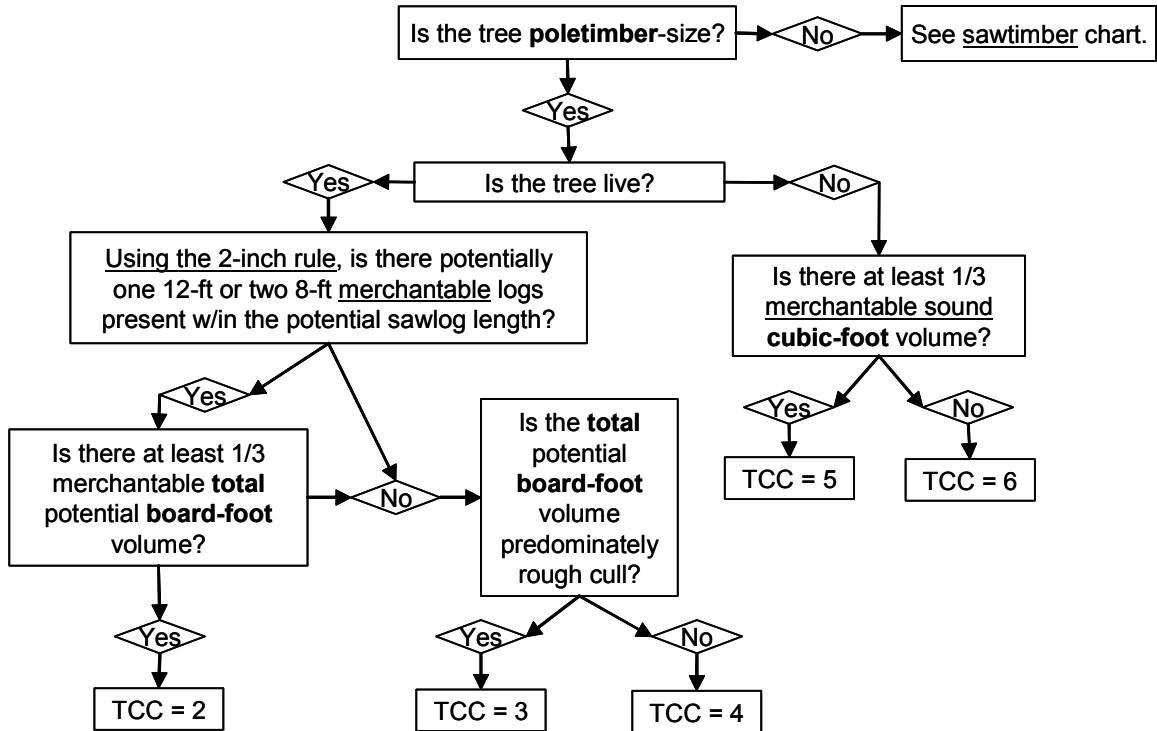 Is the tree poletimber-size?
No
See sawtimber chart.
Yes
Is the tree live?
Yes
No
Using the 2-inch rule, is there potentially
one 12-ft or two 8-ft merchantable logs
present w/in the potential sawlog length?
Is there at least 1/3
merchantable sound
cubic-foot volume?
Yes
No
Is there at least 1/3
merchantable total
potential board-foot
volume?
Is the total
potential
board-foot
volume
predominately
rough cull?
Yes
No
TCC = 5
TCC = 6
Yes
Yes
No
TCC = 2
TCC = 3
TCC = 4